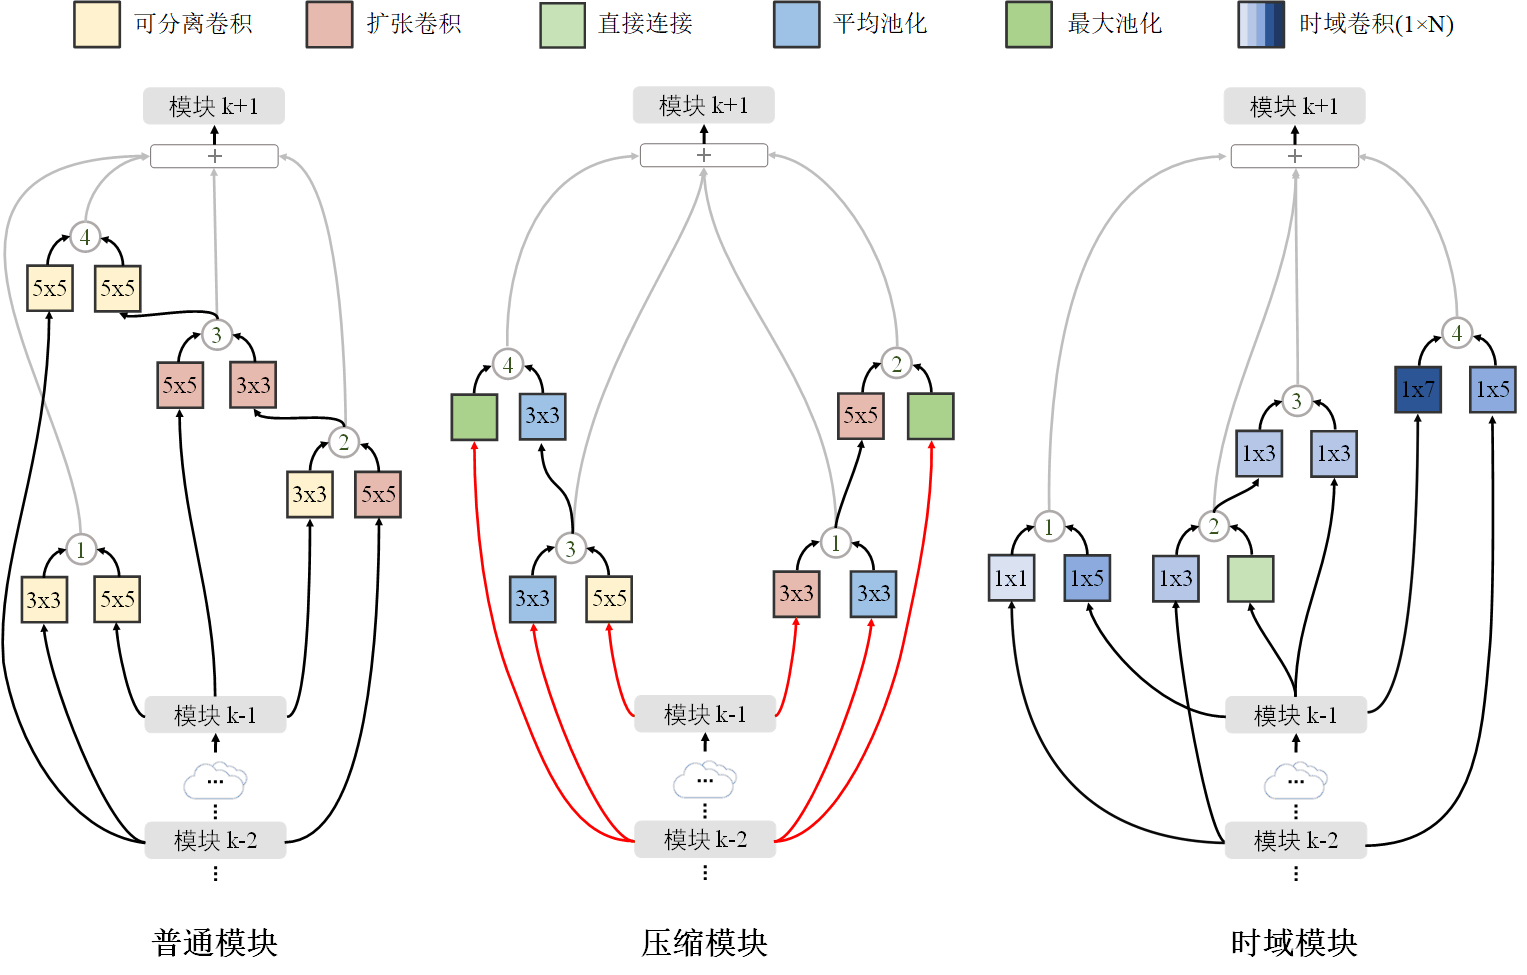 可分离卷积 扩张卷积 直接连接 平均池化 最大池化 时域卷积(1×N)
模块 k+1
+
4
5x5 5x5
3
5x5 3x3
2
3x3 5x5
1
3x3 5x5
模块 k-1
...
模块 k-2
普通模块
模块 k+1
+
4
3x3
2
5x5
3
3x3 5x5
1
3x3 3x3
模块 k-1
...
模块 k-2
压缩模块
模块 k+1
+
4
1x7 1x5
3
1x3 1x3
1
1x1 1x5
2
1x3
模块 k-1
...
模块 k-2
时域模块